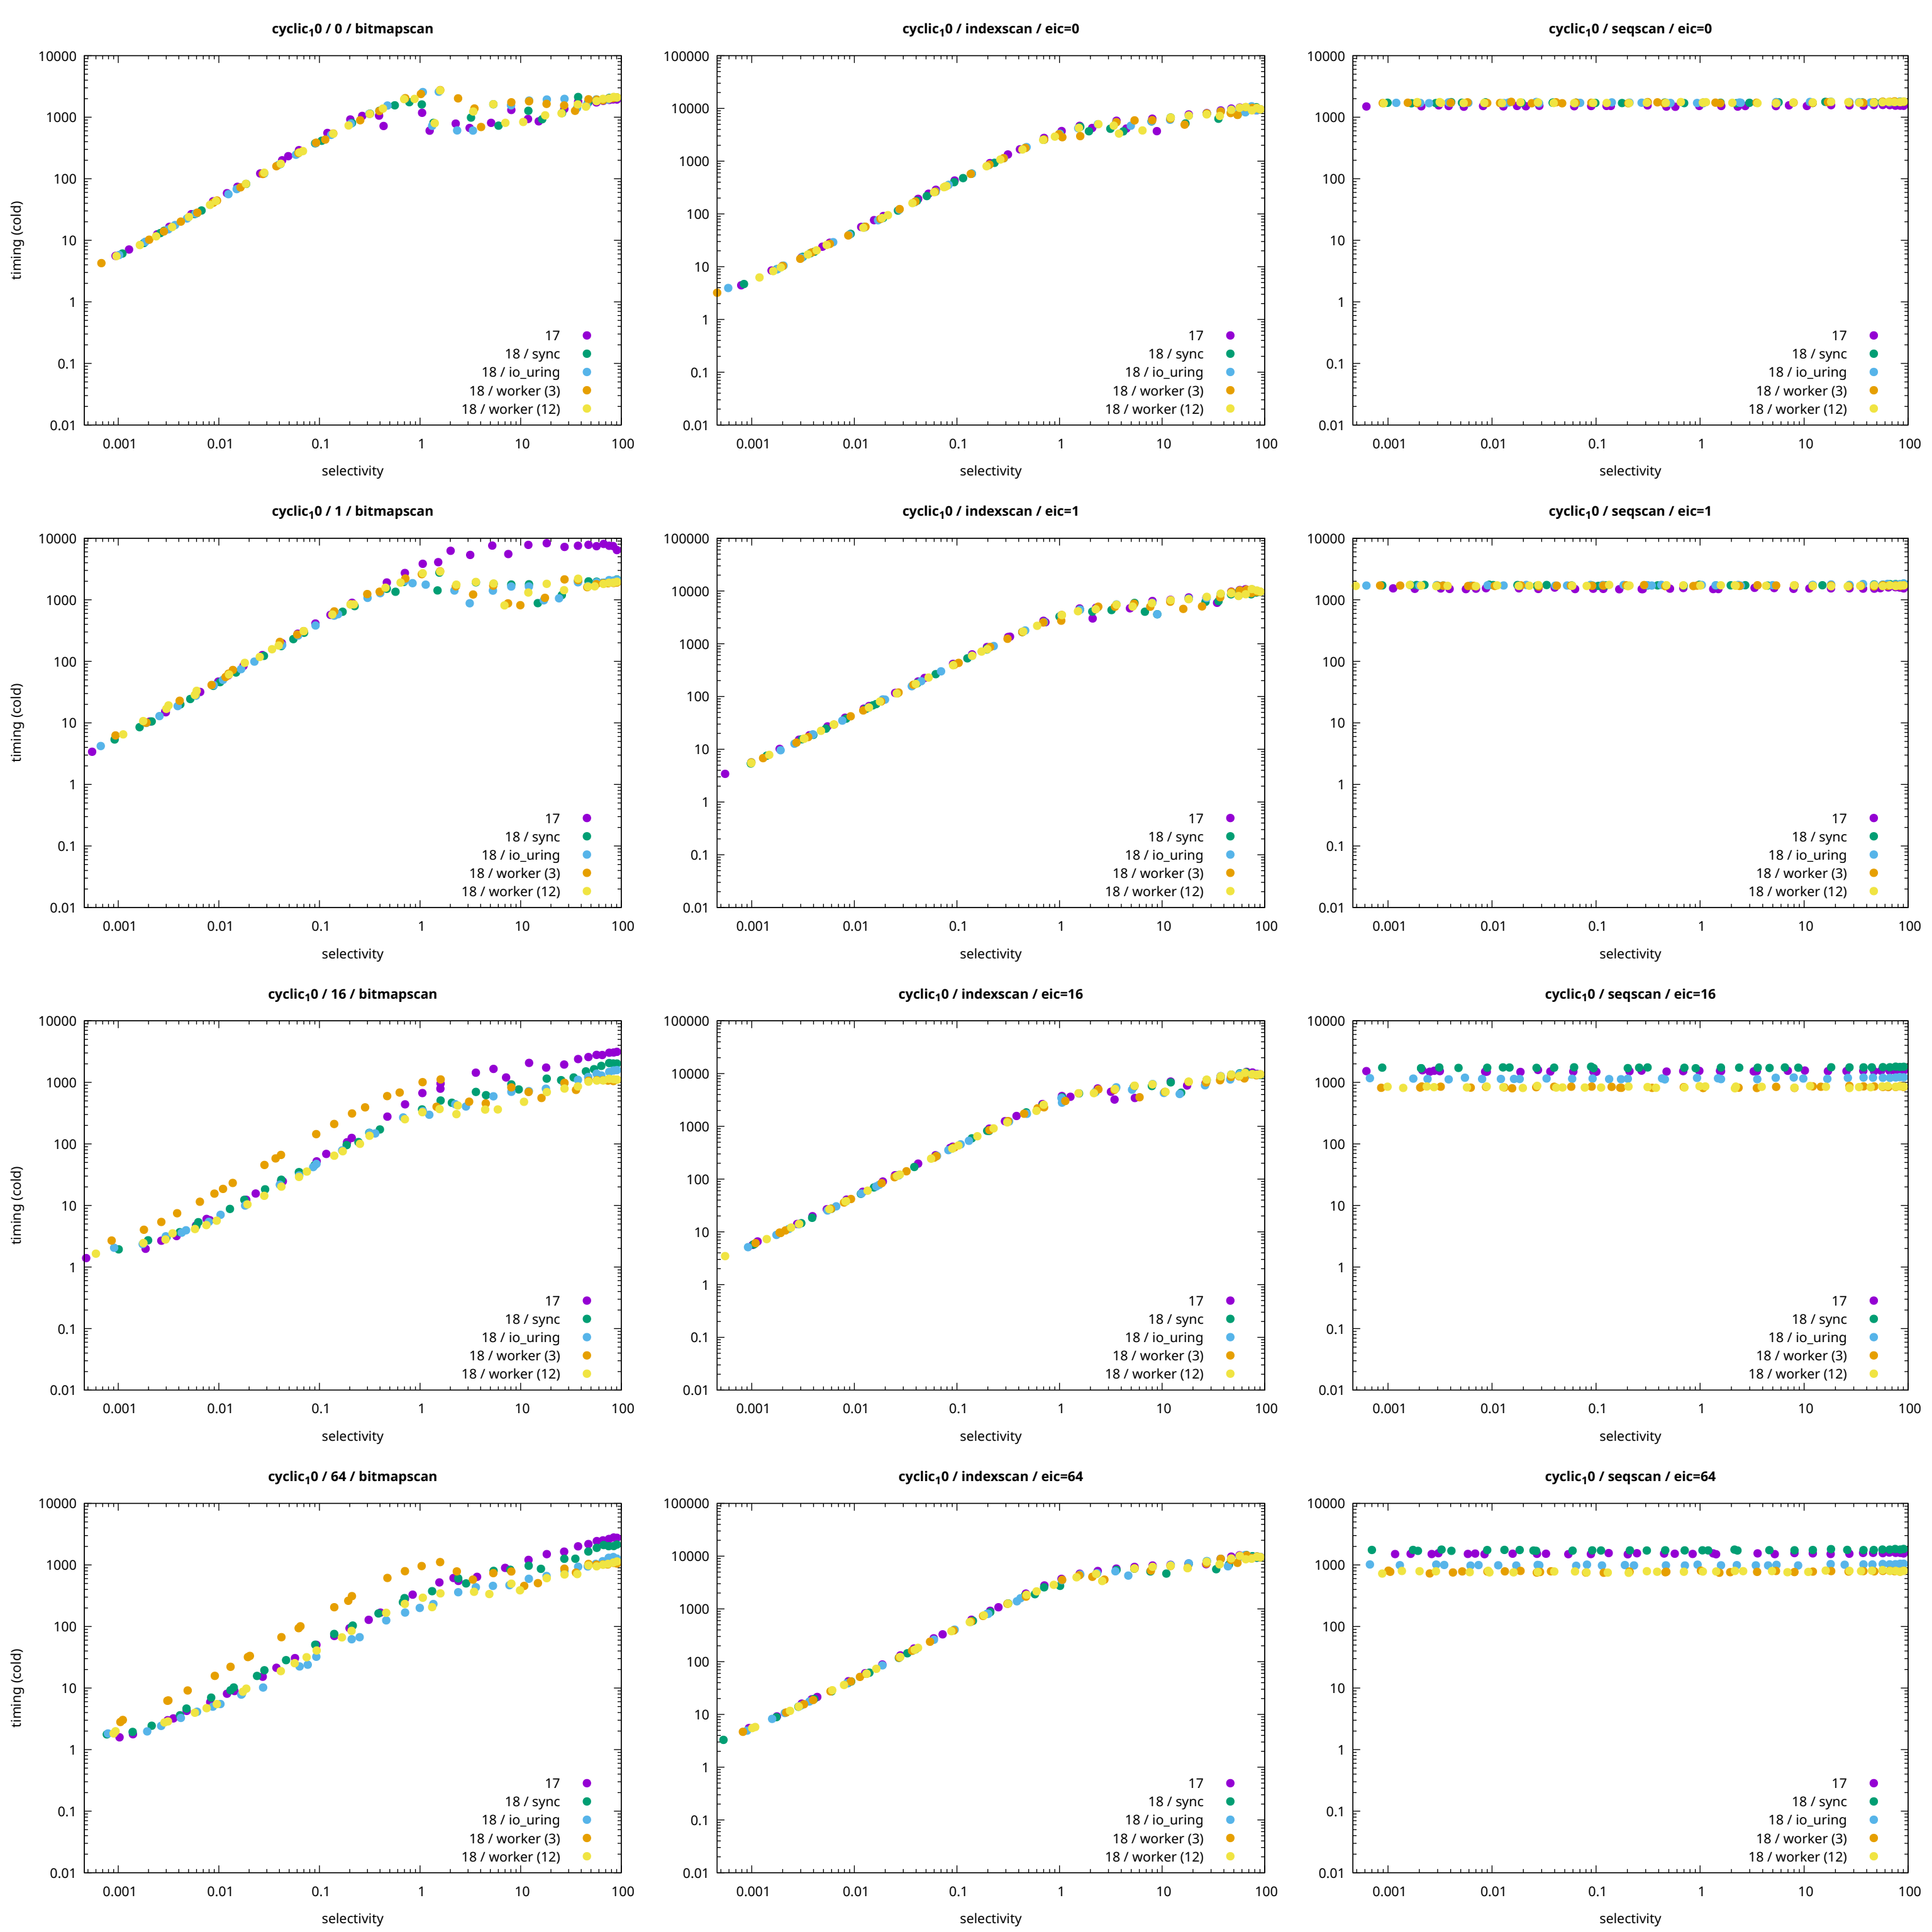 cyclic₁0 / 0 / bitmapscan
timing (cold)
10000
1000
100
10
1
0.1
0.01
17
18 / sync
18 / io_uring
18 / worker (3)
18 / worker (12)
0.001 0.01 0.1 1 10 100
selectivity
cyclic₁0 / indexscan / eic=0
100000
10000
1000
100
10
1
0.1
0.01
17
18 / sync
18 / io_uring
18 / worker (3)
18 / worker (12)
0.001 0.01 0.1 1 10 100
selectivity
cyclic₁0 / seqscan / eic=0
10000
1000
100
10
1
0.1
0.01
17
18 / sync
18 / io_uring
18 / worker (3)
18 / worker (12)
0.001 0.01 0.1 1 10 100
selectivity
cyclic₁0 / 1 / bitmapscan
timing (cold)
10000
1000
100
10
1
0.1
0.01
17
18 / sync
18 / io_uring
18 / worker (3)
18 / worker (12)
0.001 0.01 0.1 1 10 100
selectivity
cyclic₁0 / indexscan / eic=1
100000
10000
1000
100
10
1
0.1
0.01
17
18 / sync
18 / io_uring
18 / worker (3)
18 / worker (12)
0.001 0.01 0.1 1 10 100
selectivity
cyclic₁0 / seqscan / eic=1
10000
1000
100
10
1
0.1
0.01
17
18 / sync
18 / io_uring
18 / worker (3)
18 / worker (12)
0.001 0.01 0.1 1 10 100
selectivity
cyclic₁0 / 16 / bitmapscan
timing (cold)
10000
1000
100
10
1
0.1
0.01
17
18 / sync
18 / io_uring
18 / worker (3)
18 / worker (12)
0.001 0.01 0.1 1 10 100
selectivity
cyclic₁0 / indexscan / eic=16
100000
10000
1000
100
10
1
0.1
0.01
17
18 / sync
18 / io_uring
18 / worker (3)
18 / worker (12)
0.001 0.01 0.1 1 10 100
selectivity
cyclic₁0 / seqscan / eic=16
10000
1000
100
10
1
0.1
0.01
17
18 / sync
18 / io_uring
18 / worker (3)
18 / worker (12)
0.001 0.01 0.1 1 10 100
selectivity
cyclic₁0 / 64 / bitmapscan
timing (cold)
10000
1000
100
10
1
0.1
0.01
17
18 / sync
18 / io_uring
18 / worker (3)
18 / worker (12)
0.001 0.01 0.1 1 10 100
selectivity
cyclic₁0 / indexscan / eic=64
100000
10000
1000
100
10
1
0.1
0.01
17
18 / sync
18 / io_uring
18 / worker (3)
18 / worker (12)
0.001 0.01 0.1 1 10 100
selectivity
cyclic₁0 / seqscan / eic=64
10000
1000
100
10
1
0.1
0.01
17
18 / sync
18 / io_uring
18 / worker (3)
18 / worker (12)
0.001 0.01 0.1 1 10 100
selectivity